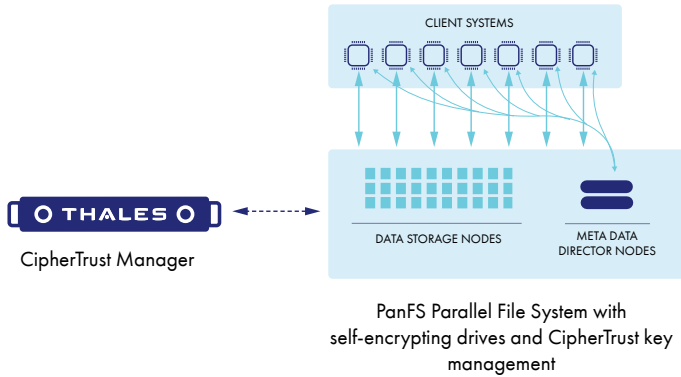 CLIENT SYSTEMS
THALES
CipherTrust Manager
DATA STORAGE NODES
META DATA
DIRECTOR NODES
PanFS Parallel File System with
self-encrypting drives and CipherTrust key
management